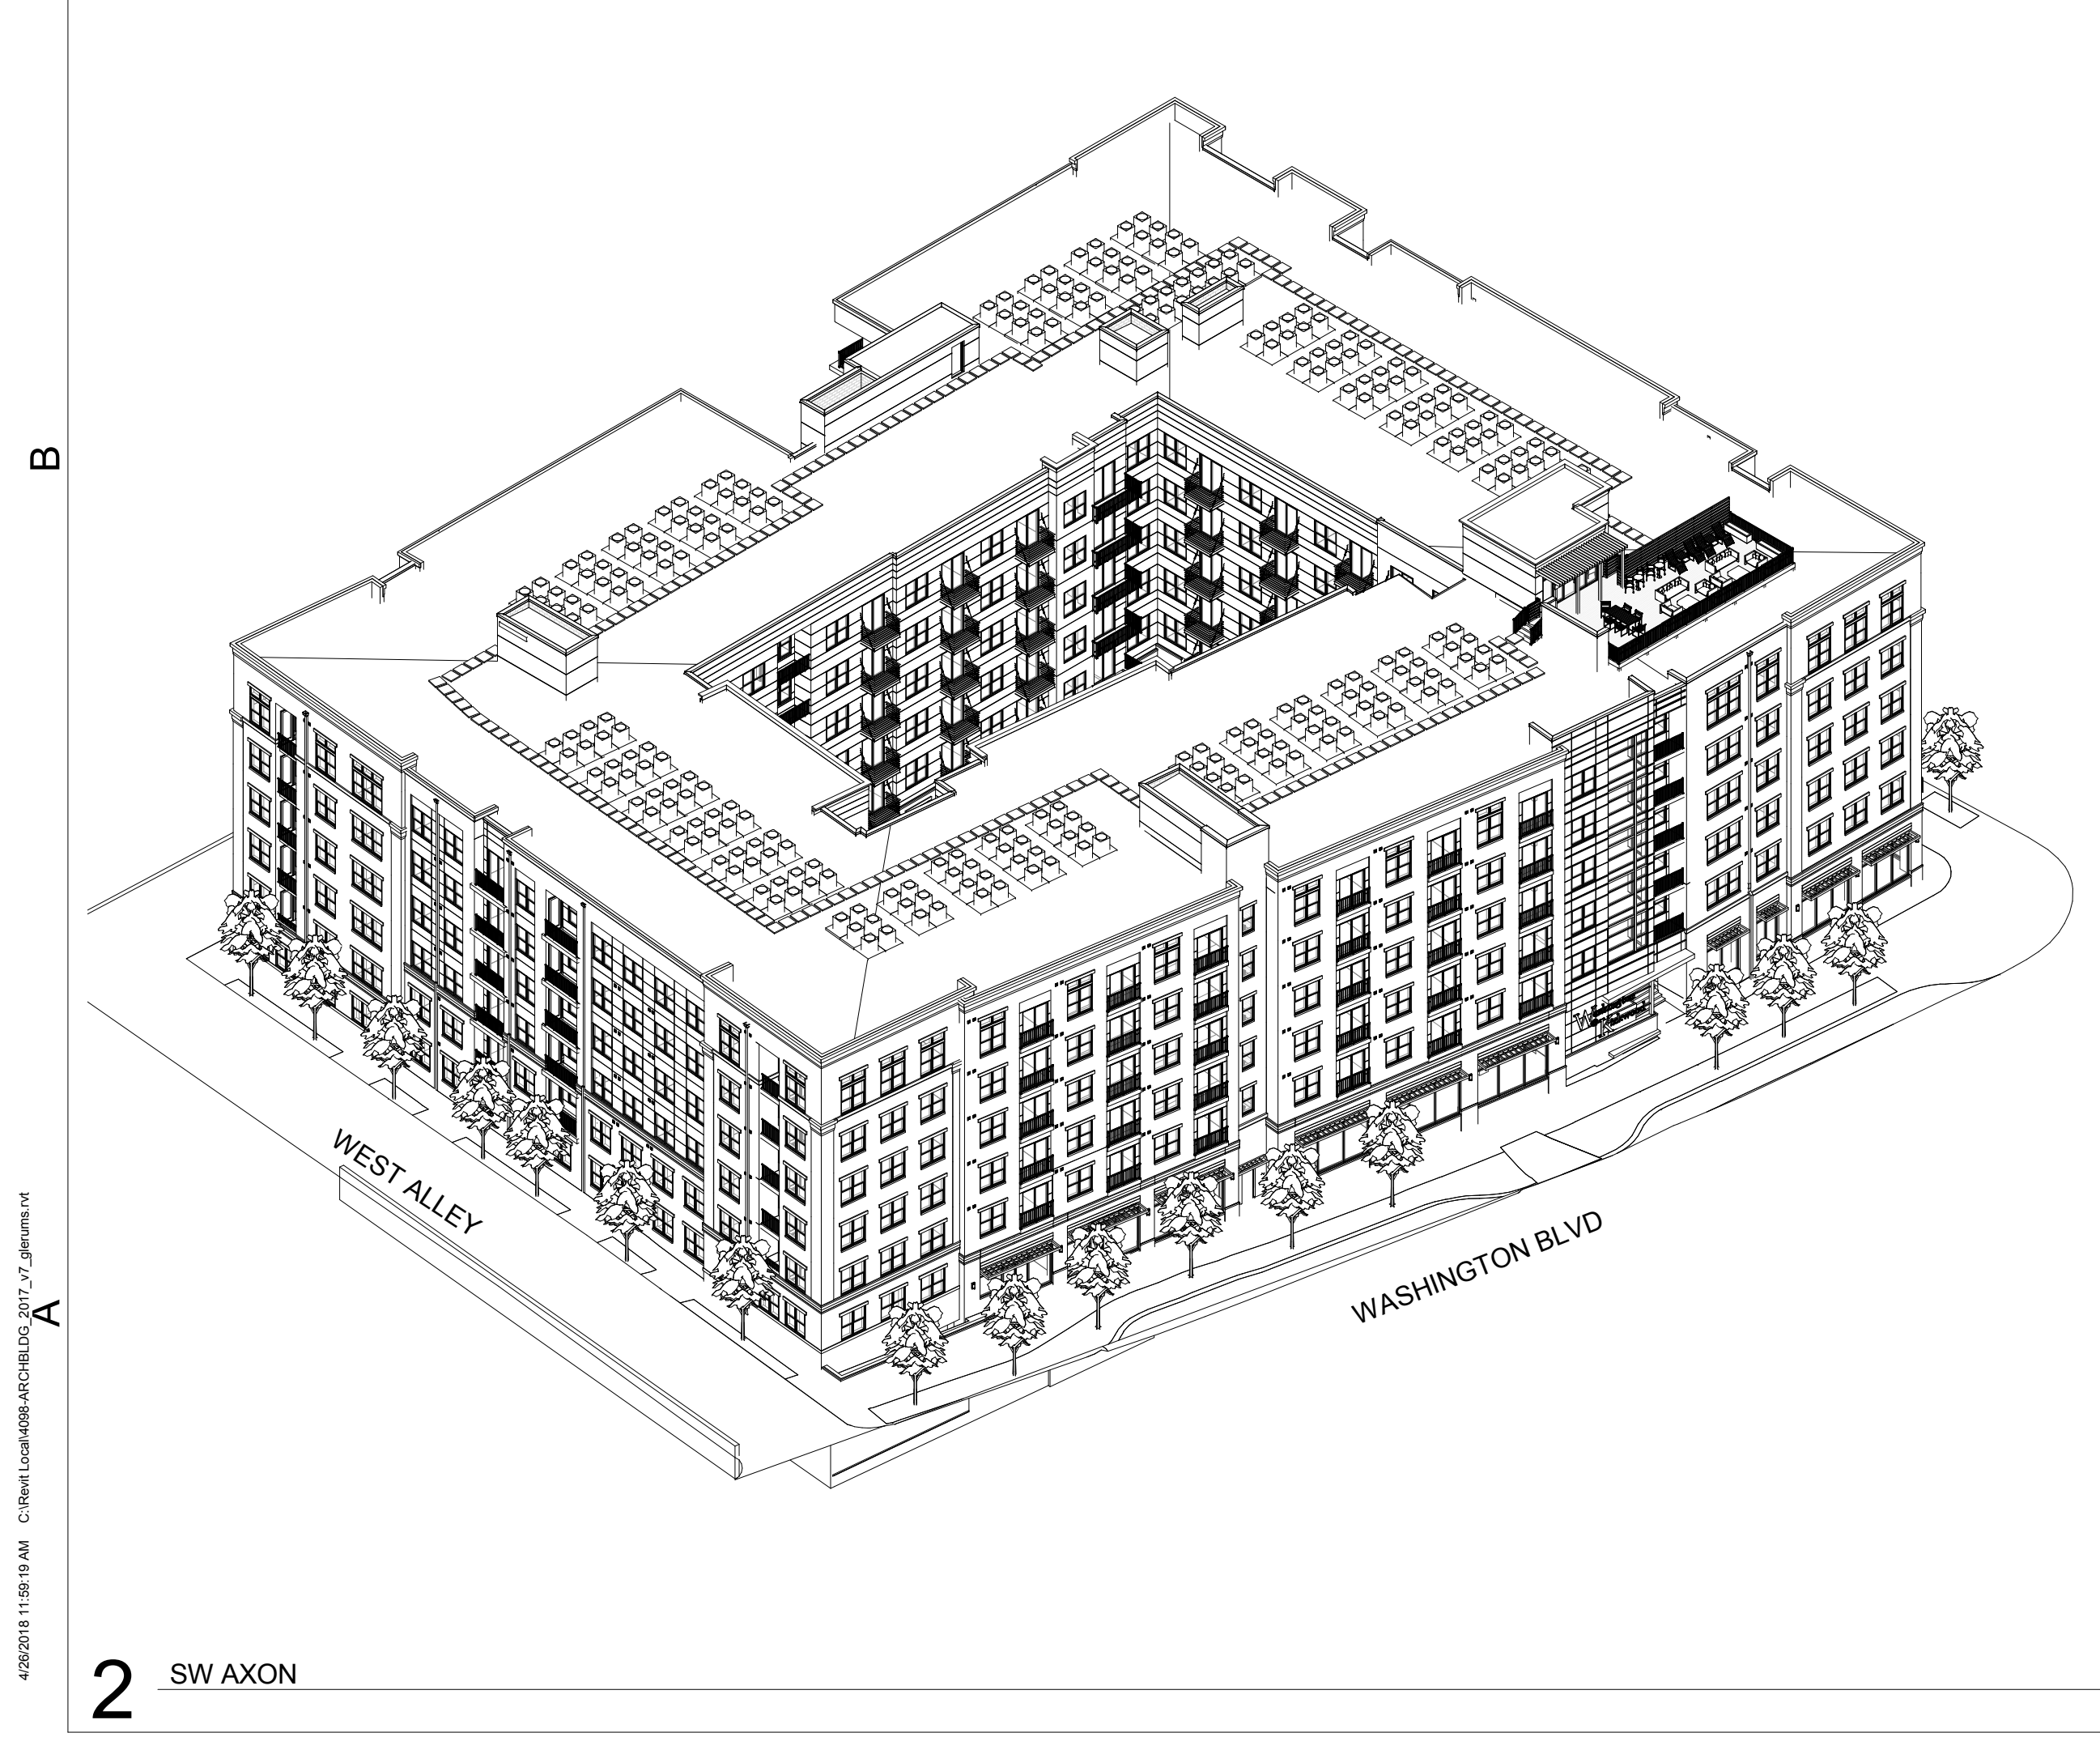 B
WEST ALLEY
WASHINGTON BLVD
A
4/26/2018 11:59:19 AM C:\Revit Local\4098-ARCHBLDG_2017_v7_glerums.rvt
2 SW AXON